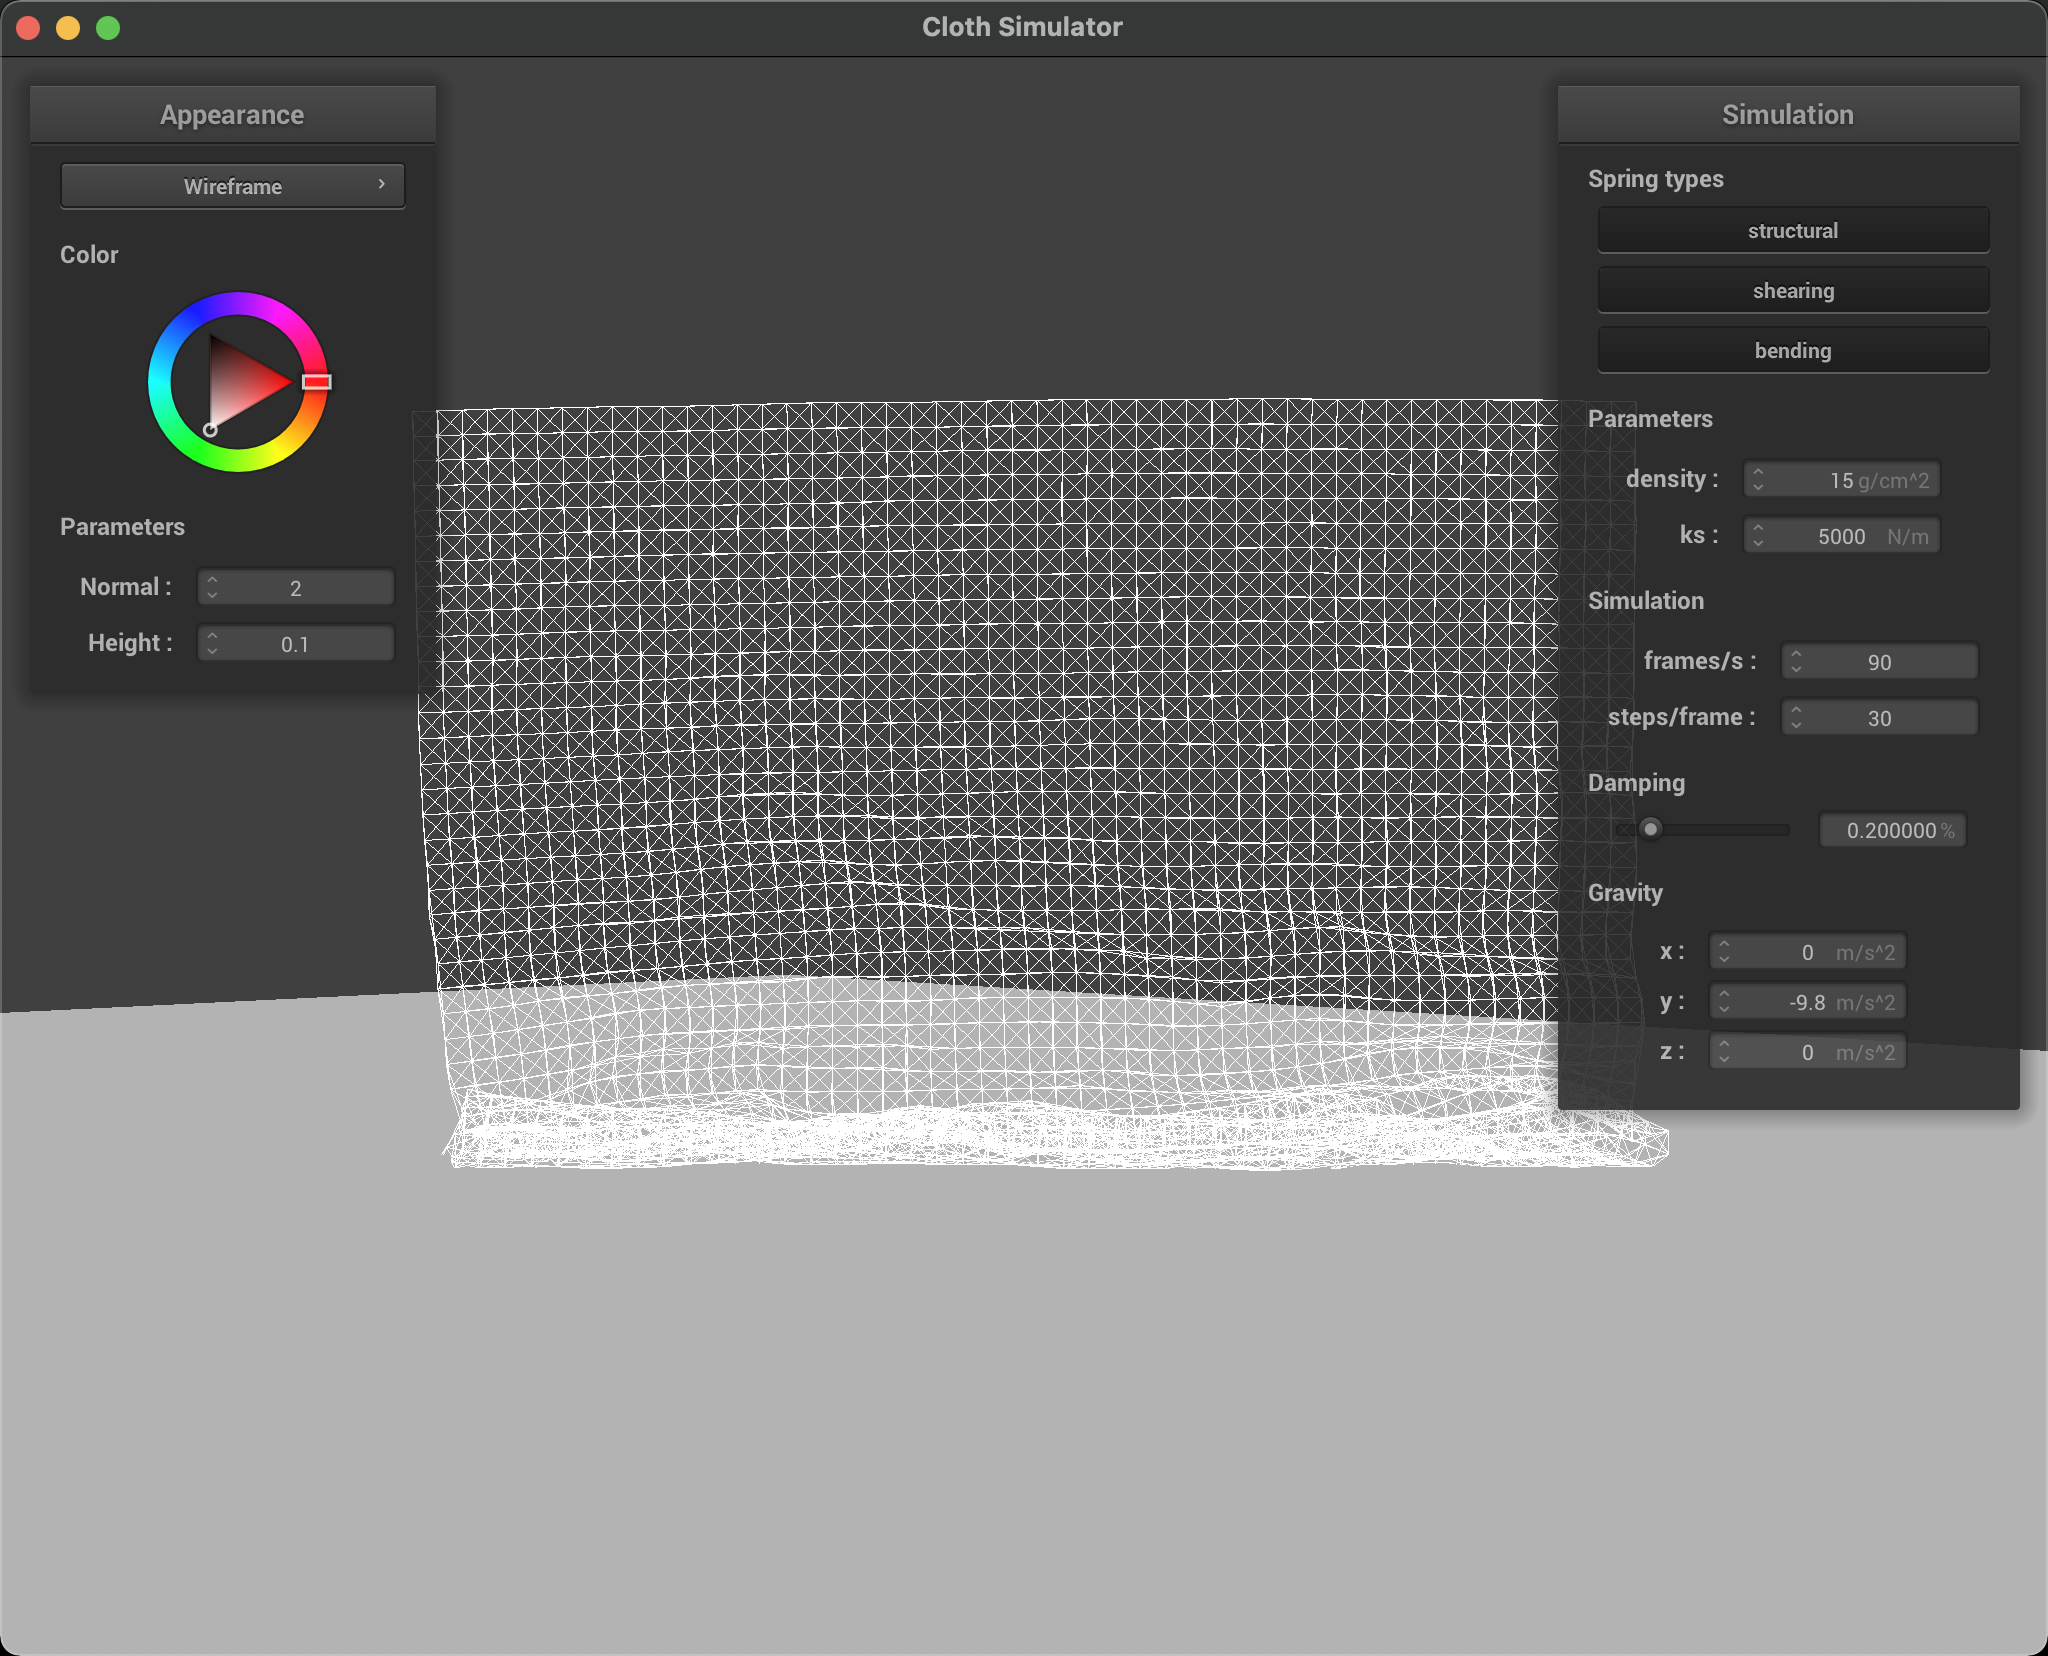 Cloth Simulator
Appearance
Wireframe
Color
Parameters
Normal : 2
Height : 0.1
Simulation
Spring types
structural
shearing
bending
Parameters
density : 15 g/cm^2
ks : 5000 N/m
Simulation
frames/s : 90
steps/frame : 30
Damping
0.200000 %
Gravity
x : 0 m/s^2
y : -9.8 m/s^2
z : 0 m/s^2